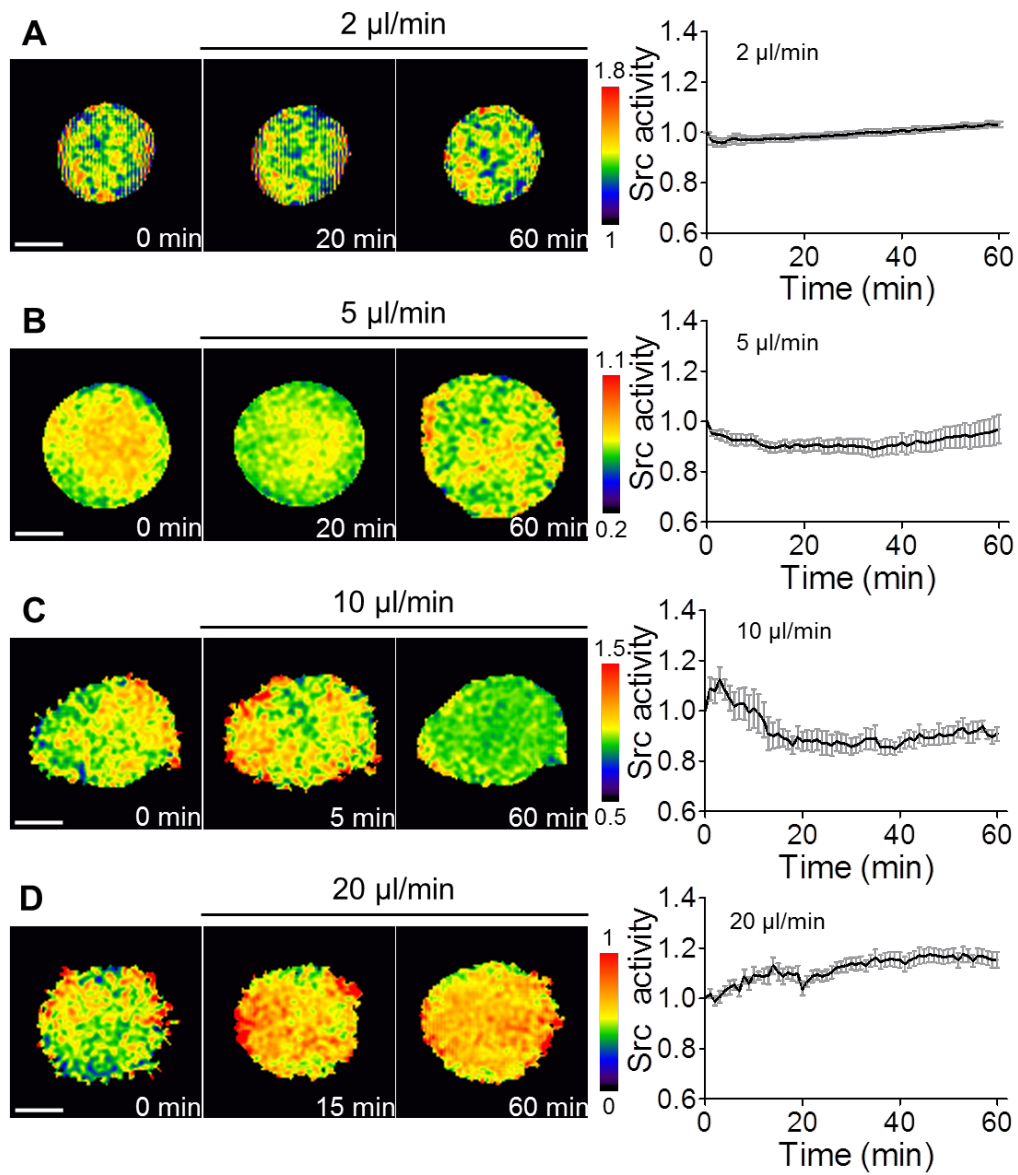 A
2 µl/min
0 min
20 min
60 min
1.8
1
Src activity
1.4
1.2
1.0
0.8
0.6
2 µl/min
0
20
40
60
Time (min)
B
5 µl/min
0 min
20 min
60 min
1.1
0.2
Src activity
1.4
1.2
1.0
0.8
0.6
5 µl/min
0
20
40
60
Time (min)
C
10 µl/min
0 min
5 min
60 min
1.5
0.5
Src activity
1.4
1.2
1.0
0.8
0.6
10 µl/min
0
20
40
60
Time (min)
D
20 µl/min
0 min
15 min
60 min
1
0
Src activity
1.4
1.2
1.0
0.8
0.6
20 µl/min
0
20
40
60
Time (min)